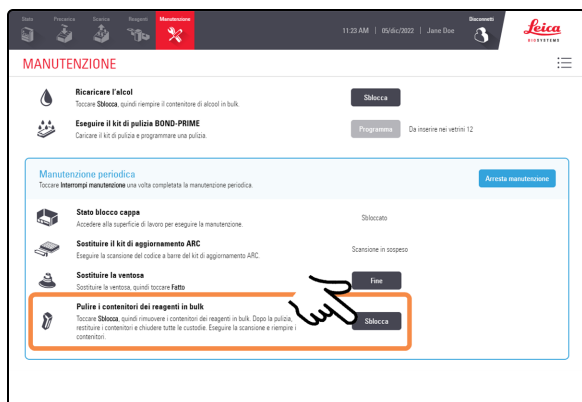 Stato Precarica Scarica Reagenti Manutenzione
11:23 AM | 05/dic/2022 | Jane Doe
Disconnetti
Leica
BIOSYSTEMS
MANUTENZIONE
Ricaricare l'alcol
Toccare Sblocca, quindi riempire il contenitore di alcol in bulk.
Sblocca
Eseguire il kit di pulizia BOND-PRIME
Caricare il kit di pulizia e programmare una pulizia.
Programma
Da inserire nei vetrini 12
Manutenzione periodica
Toccare Interrompi manutenzione una volta completata la manutenzione periodica.
Arresta manutenzione
Stato blocco cappa
Accedere alla superficie di lavoro per eseguire la manutenzione.
Sbloccato
Sostituire il kit di aggiornamento ARC
Eseguire la scansione del codice a barre del kit di aggiornamento ARC.
Scansione in sospeso
Sostituire la ventosa
Sostituire la ventosa, quindi toccare Fatto
Fine
Pulire i contenitori dei reagenti in bulk
Toccare Sblocca, quindi rimuovere i contenitori dei reagenti in bulk. Dopo la pulizia,
restituire i contenitori e chiudere tutte le custodie. Eseguire la scansione e riempire i
contenitori.
Sblocca